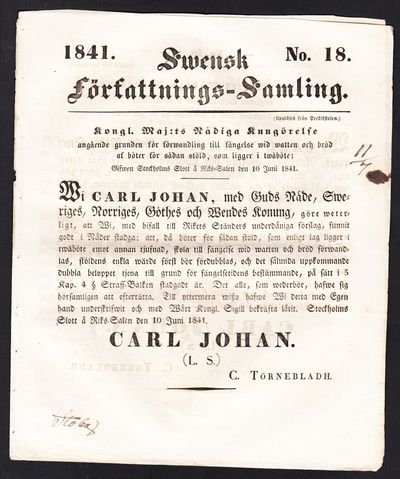 1841. Swensk No. 18.
Författnings-Samling.
(Uppläses från Predikstolen.)
Kongl. Maj:ts Nådiga Kungörelse
angående grunden för förwandling till fängelse wid watten och bröd
af böter för sådan stöld, som ligger i twäböte;
Gifwen Stockholms Slott å Riks-Salen den 10 Juni 1841.
11/7
Wi CARL JOHAN, med Guds Nåde, Swe-
riges, Norriges, Göthes och Wendes Konung, göre weter-
ligt, att Wi, med bifall till Rikets Ständers underdåniga förslag, funnit
godt i Nåder stadga: att, då böter för sådan stöld, som enligt lag ligger i
twäböte emot annan tjufnad, skola till fängelse wid watten och bröd förwand-
las, stöldens enkla wärde först bör fördubblas, och det sålunda uppkommande
dubbla beloppet tjena till grund för fängelsetidens bestämmande, på sätt i 5
Kap. 4 § Straff-Balken stadgadt är. Det alle, som wederbör, hafwe sig
hörsamligen att efterrätta. Till yttermera wisso hafwe Wi detta med Egen
hand underskrifwit och med Wårt Kongl. Sigill bekräfta låtit. Stockholms
Slott å Riks-Salen den 10 Juni 1841.
CARL JOHAN.
(L. S.)
C. TÖRNEBLADH.